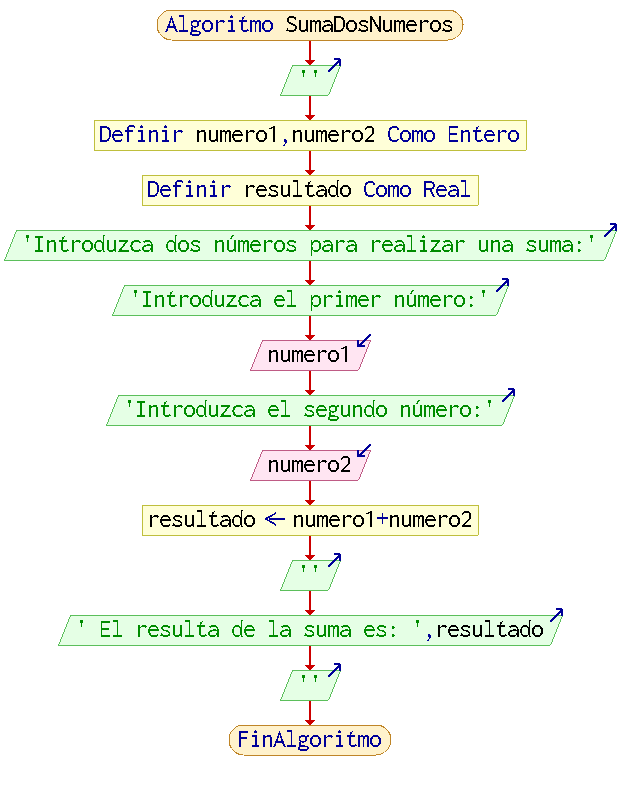 Algoritmo SumaDosNumeros
''
Definir numero1,numero2 Como Entero
Definir resultado Como Real
'Introduzca dos números para realizar una suma:'
'Introduzca el primer número:'
numero1
'Introduzca el segundo número:'
numero2
resultado ← numero1+numero2
''
' El resulta de la suma es: ',resultado
''
FinAlgoritmo